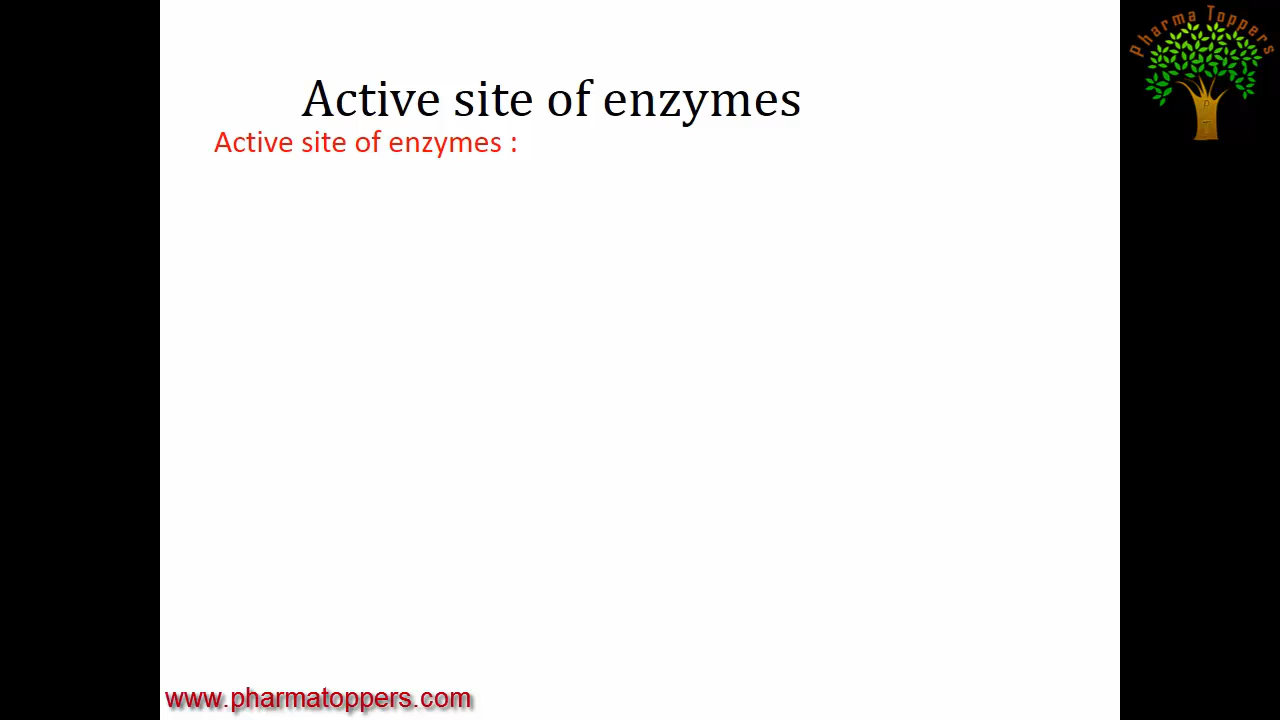 Pharma Toppers
Active site of enzymes
Active site of enzymes :
P
T
www.pharmatoppers.com